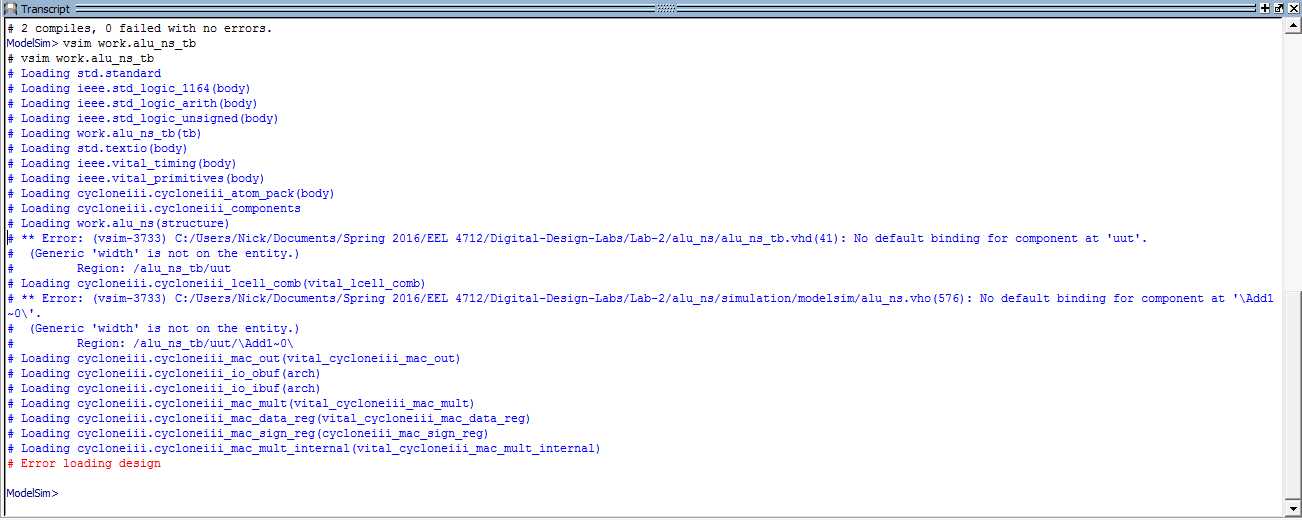 Transcript
# 2 compiles, 0 failed with no errors.
ModelSim> vsim work.alu_ns_tb
# vsim work.alu_ns_tb
# Loading std.standard
# Loading ieee.std_logic_1164(body)
# Loading ieee.std_logic_arith(body)
# Loading ieee.std_logic_unsigned(body)
# Loading work.alu_ns_tb(tb)
# Loading std.textio(body)
# Loading ieee.vital_timing(body)
# Loading ieee.vital_primitives(body)
# Loading cycloneiii.cycloneiii_atom_pack(body)
# Loading cycloneiii.cycloneiii_components
# Loading work.alu_ns(structure)
# ** Error: (vsim-3733) C:/Users/Nick/Documents/Spring 2016/EEL 4712/Digital-Design-Labs/Lab-2/alu_ns/alu_ns_tb.vhd(41): No default binding for component at 'uut'.
#  (Generic 'width' is not on the entity.)
#         Region: /alu_ns_tb/uut
# Loading cycloneiii.cycloneiii_lcell_comb(vital_lcell_comb)
# ** Error: (vsim-3733) C:/Users/Nick/Documents/Spring 2016/EEL 4712/Digital-Design-Labs/Lab-2/alu_ns/simulation/modelsim/alu_ns.vho(576): No default binding for component at '\Add1
~0\'.
#  (Generic 'width' is not on the entity.)
#         Region: /alu_ns_tb/uut/\Add1~0\
# Loading cycloneiii.cycloneiii_mac_out(vital_cycloneiii_mac_out)
# Loading cycloneiii.cycloneiii_io_obuf(arch)
# Loading cycloneiii.cycloneiii_io_ibuf(arch)
# Loading cycloneiii.cycloneiii_mac_mult(vital_cycloneiii_mac_mult)
# Loading cycloneiii.cycloneiii_mac_data_reg(vital_cycloneiii_mac_data_reg)
# Loading cycloneiii.cycloneiii_mac_sign_reg(cycloneiii_mac_sign_reg)
# Loading cycloneiii.cycloneiii_mac_mult_internal(vital_cycloneiii_mac_mult_internal)
# Error loading design
ModelSim>